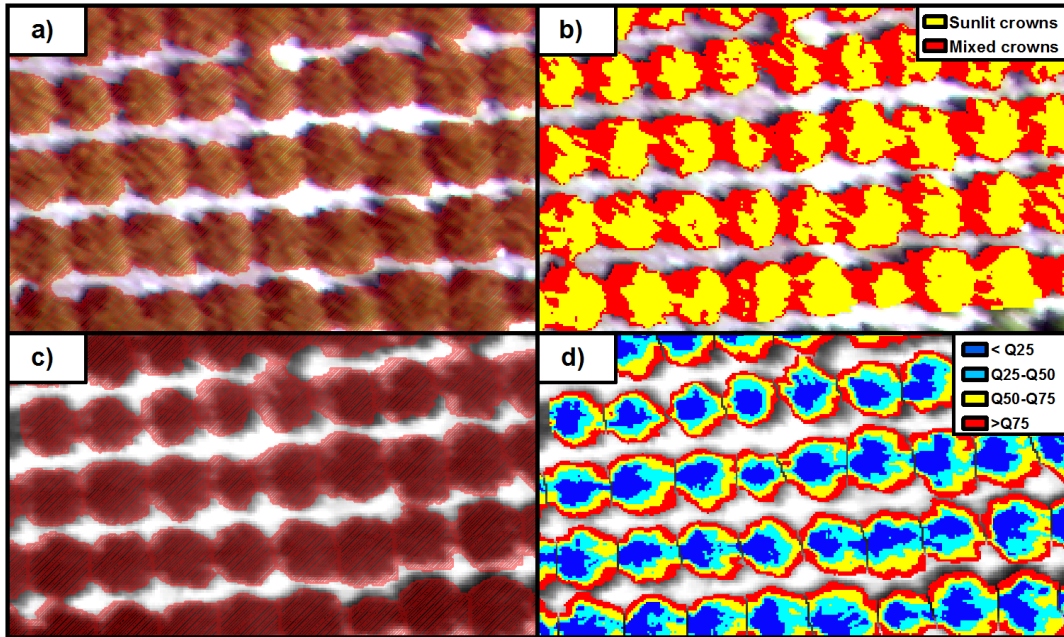 a)
b)
Sunlit crowns
Mixed crowns
c)
d)
< Q25
Q25-Q50
Q50-Q75
>Q75